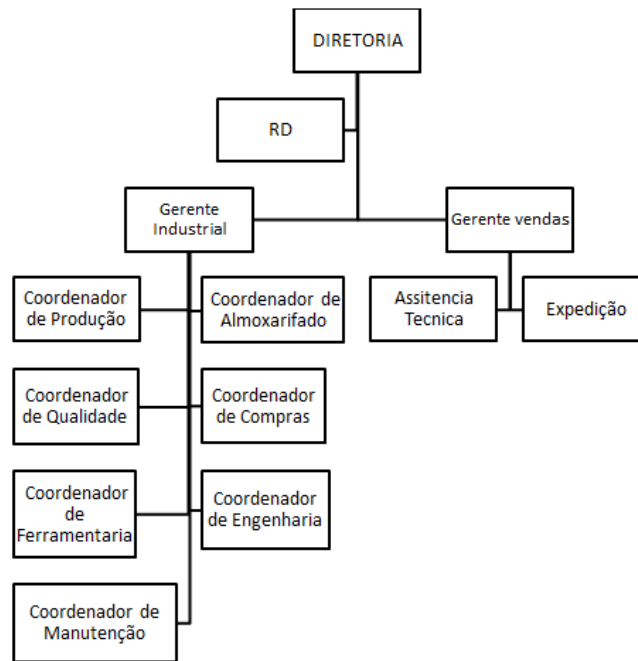 DIRETORIA
RD
Gerente
Industrial
Gerente vendas
Coordenador
de Produção
Coordenador de
Almoxarifado
Assitencia
Tecnica
Expedição
Coordenador
de Qualidade
Coordenador
de Compras
Coordenador
de
Ferramentaria
Coordenador
de Engenharia
Coordenador de
Manutenção